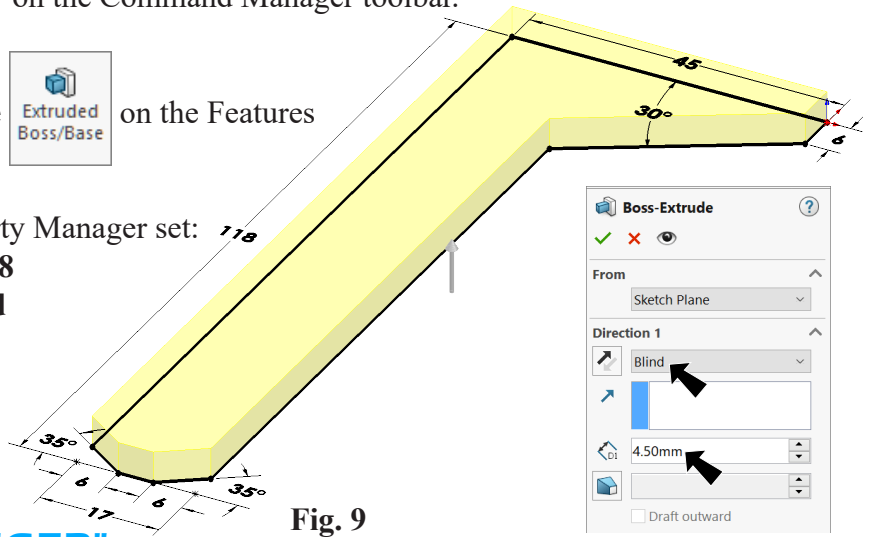 on the Command Manager toolbar.
45
30°
6
Extruded
Boss/Base
on the Features
Boss-Extrude
?
ty Manager set:
118
8
From
Sketch Plane
Direction 1
Blind
D1
4.50mm
35°
6
6
35°
17
Fig. 9
Draft outward